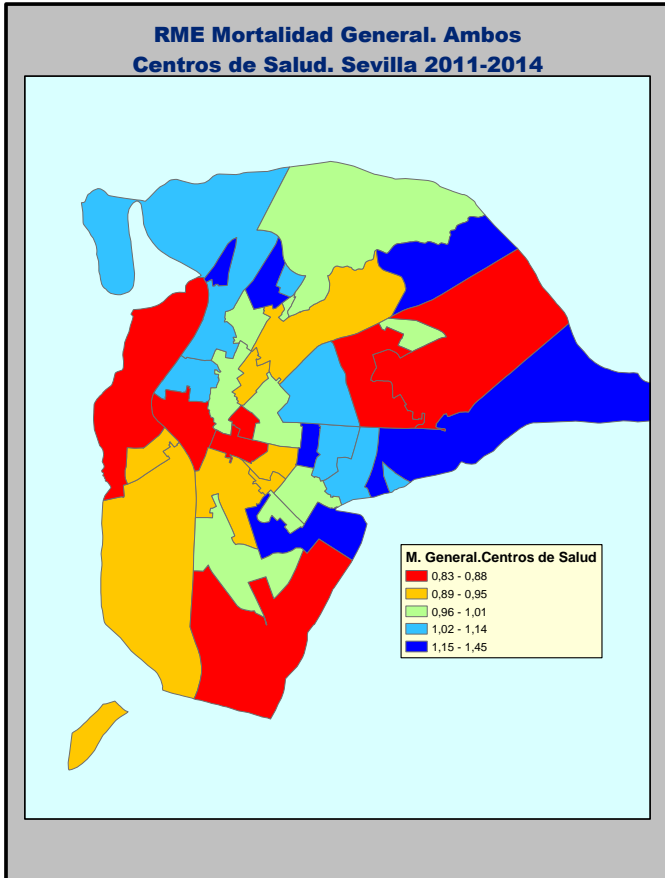 RME Mortalidad General. Ambos
Centros de Salud. Sevilla 2011-2014
M. General.Centros de Salud
0,83 - 0,88
0,89 - 0,95
0,96 - 1,01
1,02 - 1,14
1,15 - 1,45